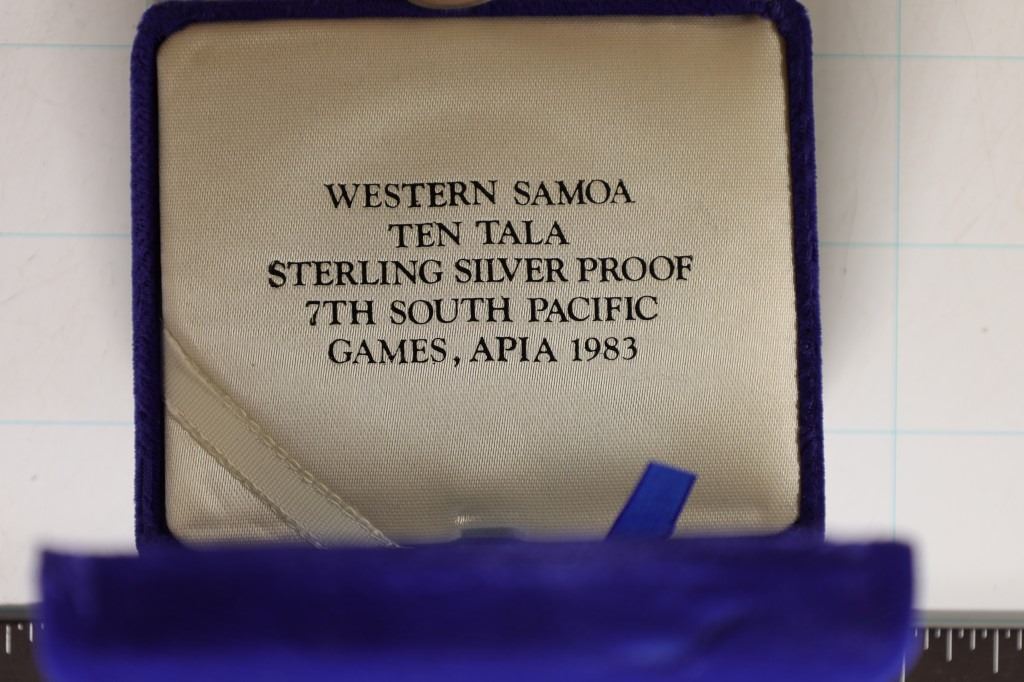 WESTERN SAMOA
TEN TALA
STERLING SILVER PROOF
7TH SOUTH PACIFIC
GAMES, APIA 1983